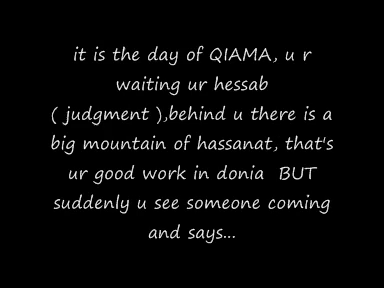 it is the day of QIAMA, u r
waiting ur hessab
( judgment ),behind u there is a
big mountain of hassanat, that's
ur good work in donia  BUT
suddenly u see someone coming
and says...